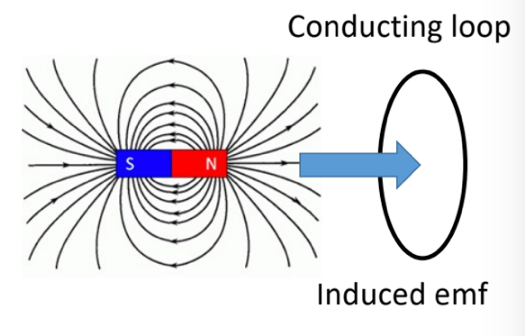 Conducting loop
S N
Induced emf